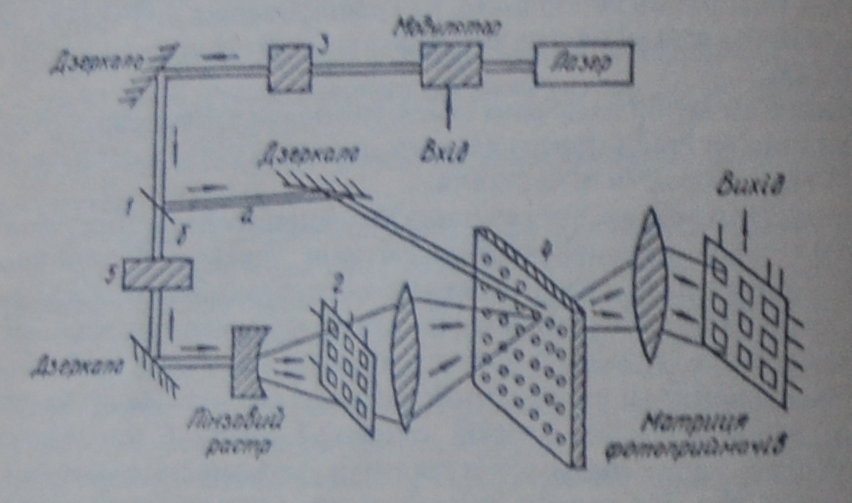 Модулятор
Дзеркало
3
Лазер
Вхід
Дзеркало
Вихід
1
а
б
4
5
2
Дзеркало
Лінзовий
растр
Матриця
фотоприймачів